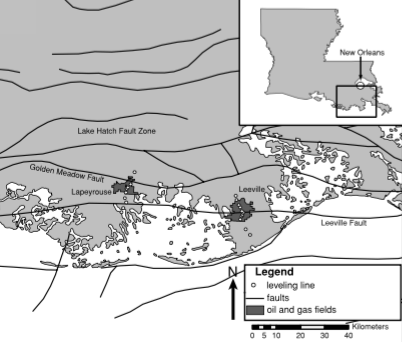 New Orleans
Lake Hatch Fault Zone
Golden Meadow Fault
Lapeyrouse
Leeville
Leeville Fault
N
Legend
leveling line
faults
oil and gas fields
Kilometers
0 5 10 20 30 40